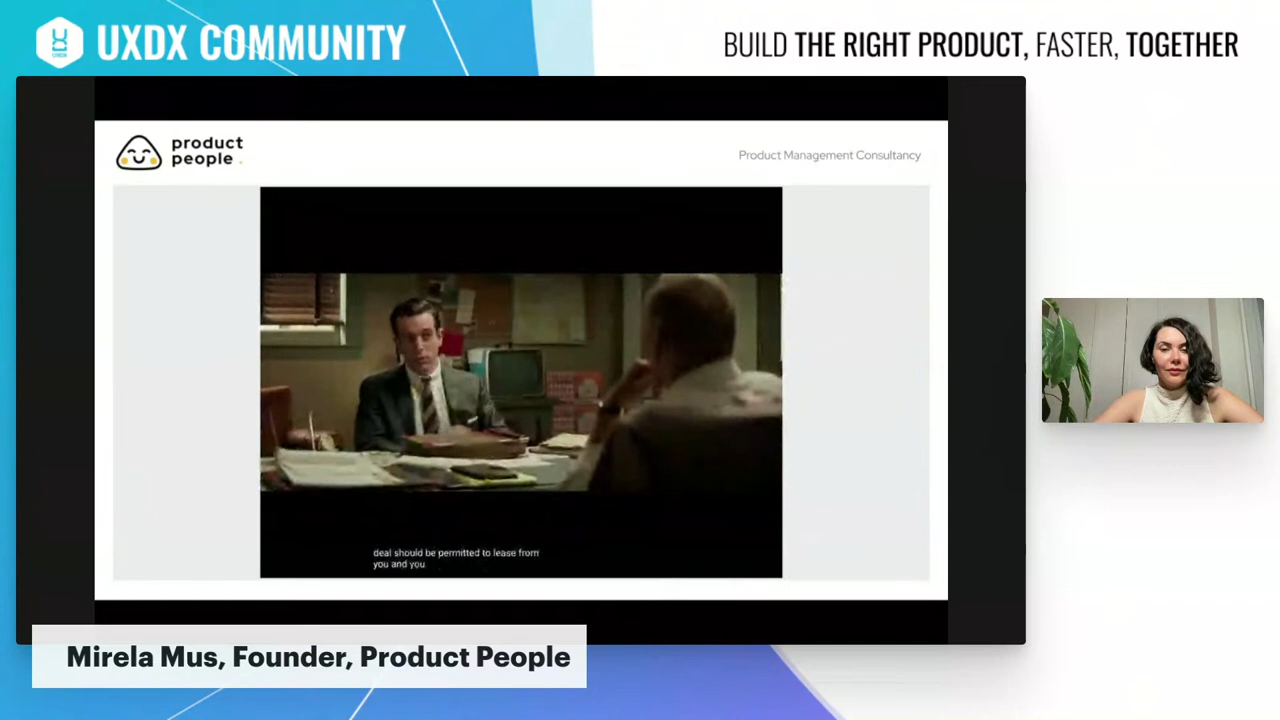 UXDX COMMUNITY
BUILD THE RIGHT PRODUCT, FASTER, TOGETHER
product
people.
Product Management Consultancy
deal should be permitted to lease from
you and you
Mirela Mus, Founder, Product People